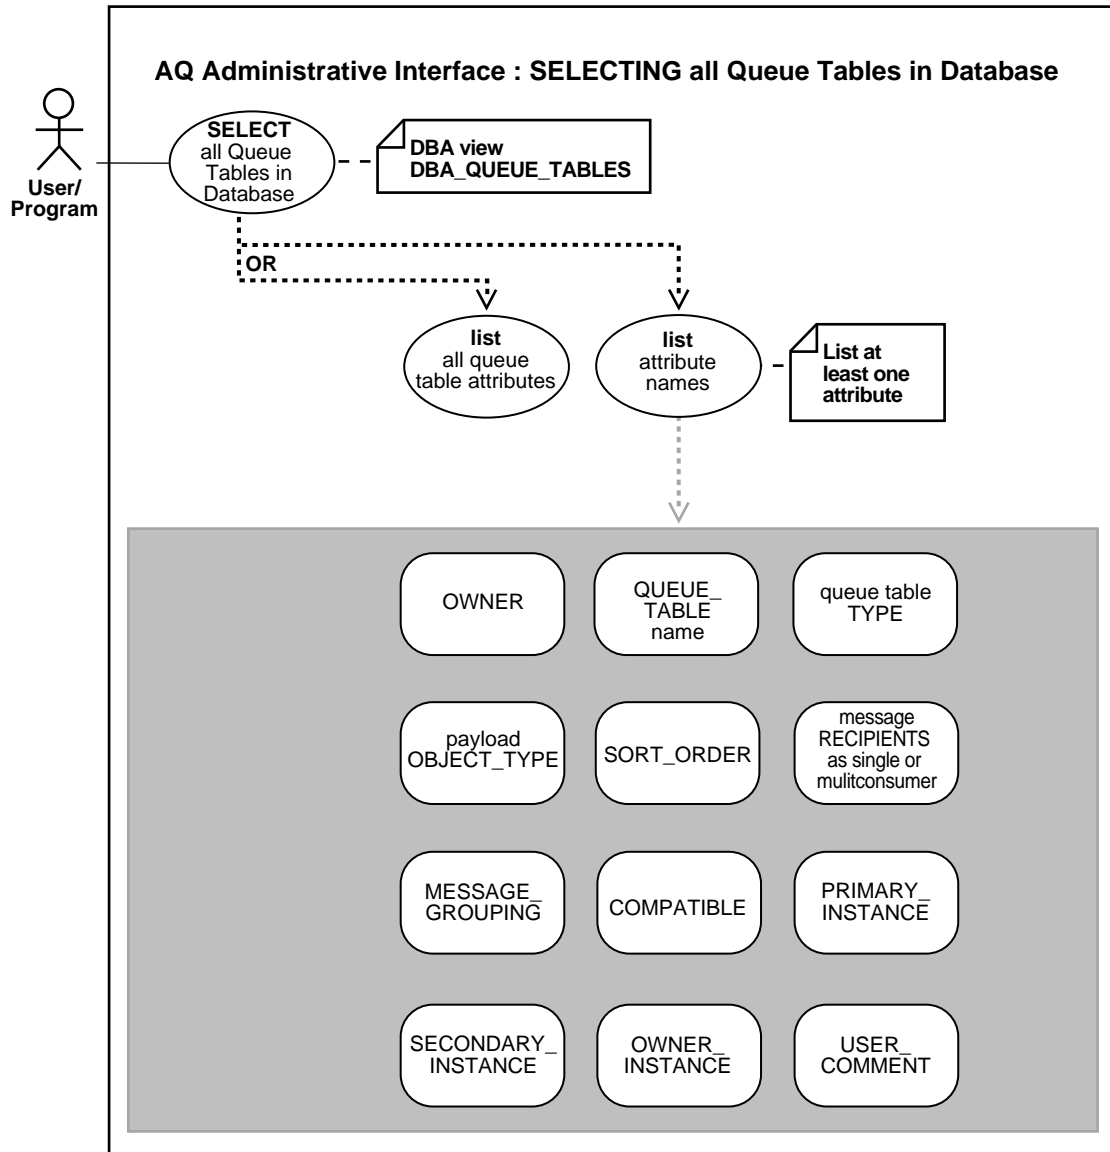 AQ Administrative Interface : SELECTING all Queue Tables in Database
User/
Program
SELECT
all Queue
Tables in
Database
DBA view
DBA_QUEUE_TABLES
OR
list
all queue
table attributes
list
attribute
names
List at
least one
attribute
OWNER
QUEUE_
TABLE
name
queue table
TYPE
payload
OBJECT_TYPE
SORT_ORDER
message
RECIPIENTS
as single or
mulitconsumer
MESSAGE_
GROUPING
COMPATIBLE
PRIMARY_
INSTANCE
SECONDARY_
INSTANCE
OWNER_
INSTANCE
USER_
COMMENT